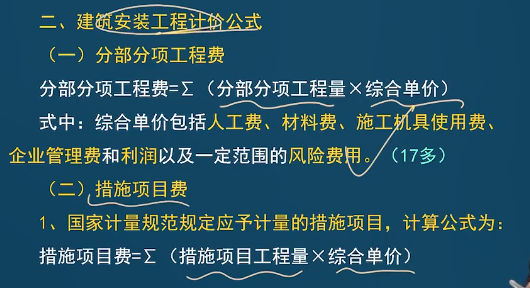 二、建筑安装工程计价公式
（一）分部分项工程费
分部分项工程费=∑（分部分项工程量×综合单价）
式中：综合单价包括人工费、材料费、施工机具使用费、
企业管理费和利润以及一定范围的风险费用。（17多）
（二）措施项目费
1、国家计量规范规定应予计量的措施项目，计算公式为：
措施项目费=∑（措施项目工程量×综合单价）